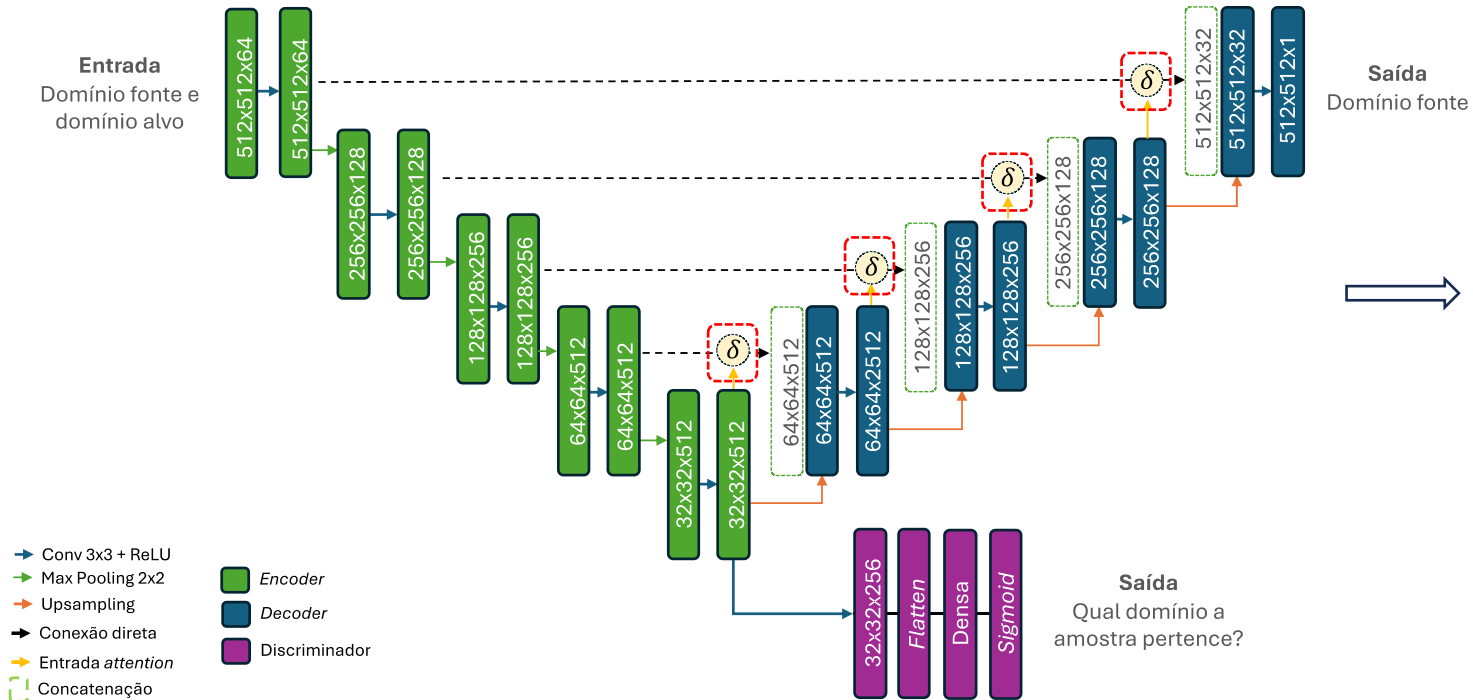 Entrada
Domínio fonte e
domínio alvo
512x512x64
512x512x64
256x256x128
256x256x128
128x128x256
128x128x256
64x64x512
64x64x512
32x32x512
32x32x512
δ
δ
δ
δ
64x64x512
64x64x512
64x64x2512
128x128x256
128x128x256
128x128x256
256x256x128
256x256x128
256x256x128
512x512x32
512x512x32
512x512x1
Saída
Domínio fonte
32x32x256
Flatten
Densa
Sigmoid
Saída
Qual domínio a
amostra pertence?
Conv 3x3 + ReLU
Max Pooling 2x2
Upsampling
Conexão direta
Entrada attention
Concatenação
Encoder
Decoder
Discriminador